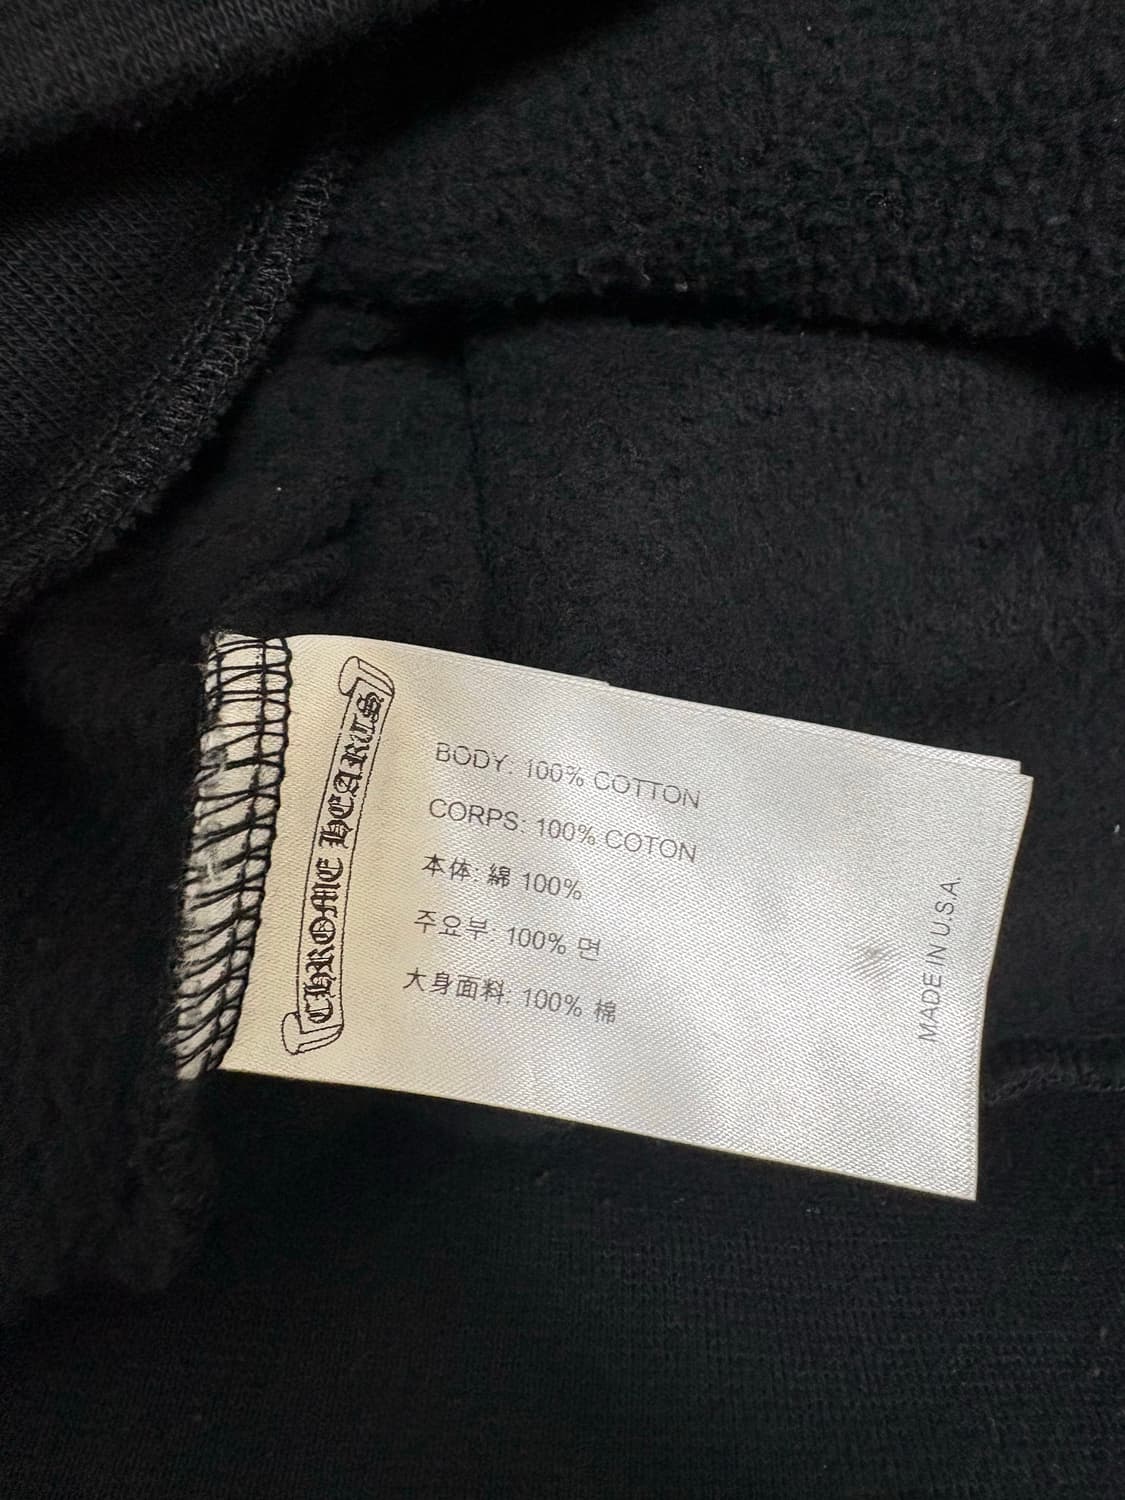 CHROME HEARTS
BODY: 100% COTTON
CORPS: 100% COTON
本体: 綿 100%
주요부: 100% 면
大身面料: 100% 棉
MADE IN U.S.A.